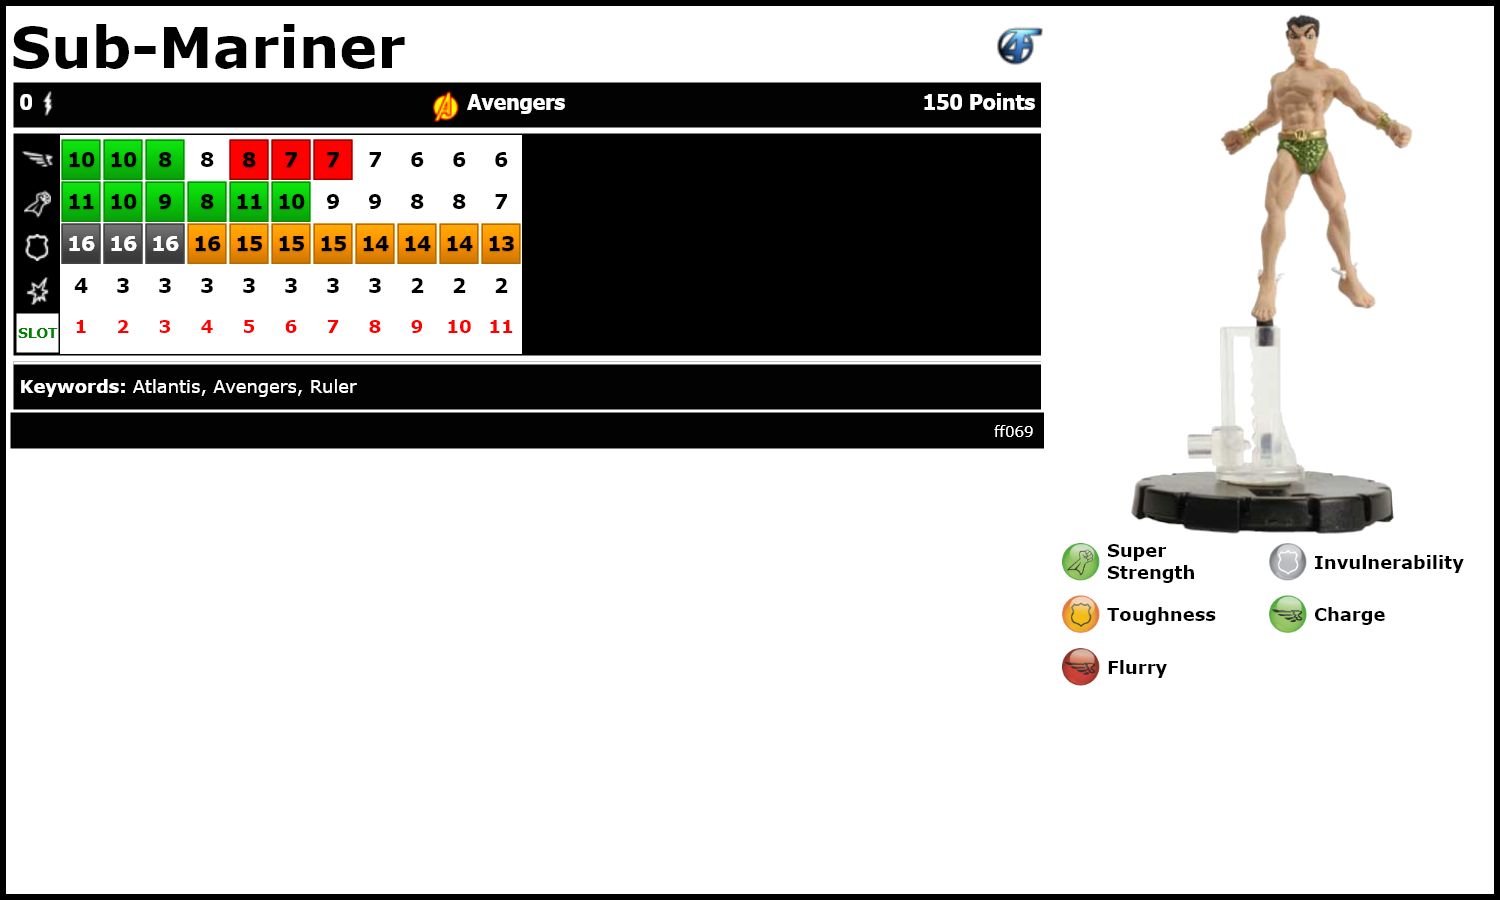 Sub-Mariner
0 Avengers 150 Points
10 10 8 8 8 7 7 7 6 6 6
11 10 9 8 11 10 9 9 8 8 7
16 16 16 16 15 15 15 14 14 14 13
4 3 3 3 3 3 3 3 2 2 2
SLOT 1 2 3 4 5 6 7 8 9 10 11
Keywords: Atlantis, Avengers, Ruler
ff069
Super
Strength
Invulnerability
Toughness
Charge
Flurry